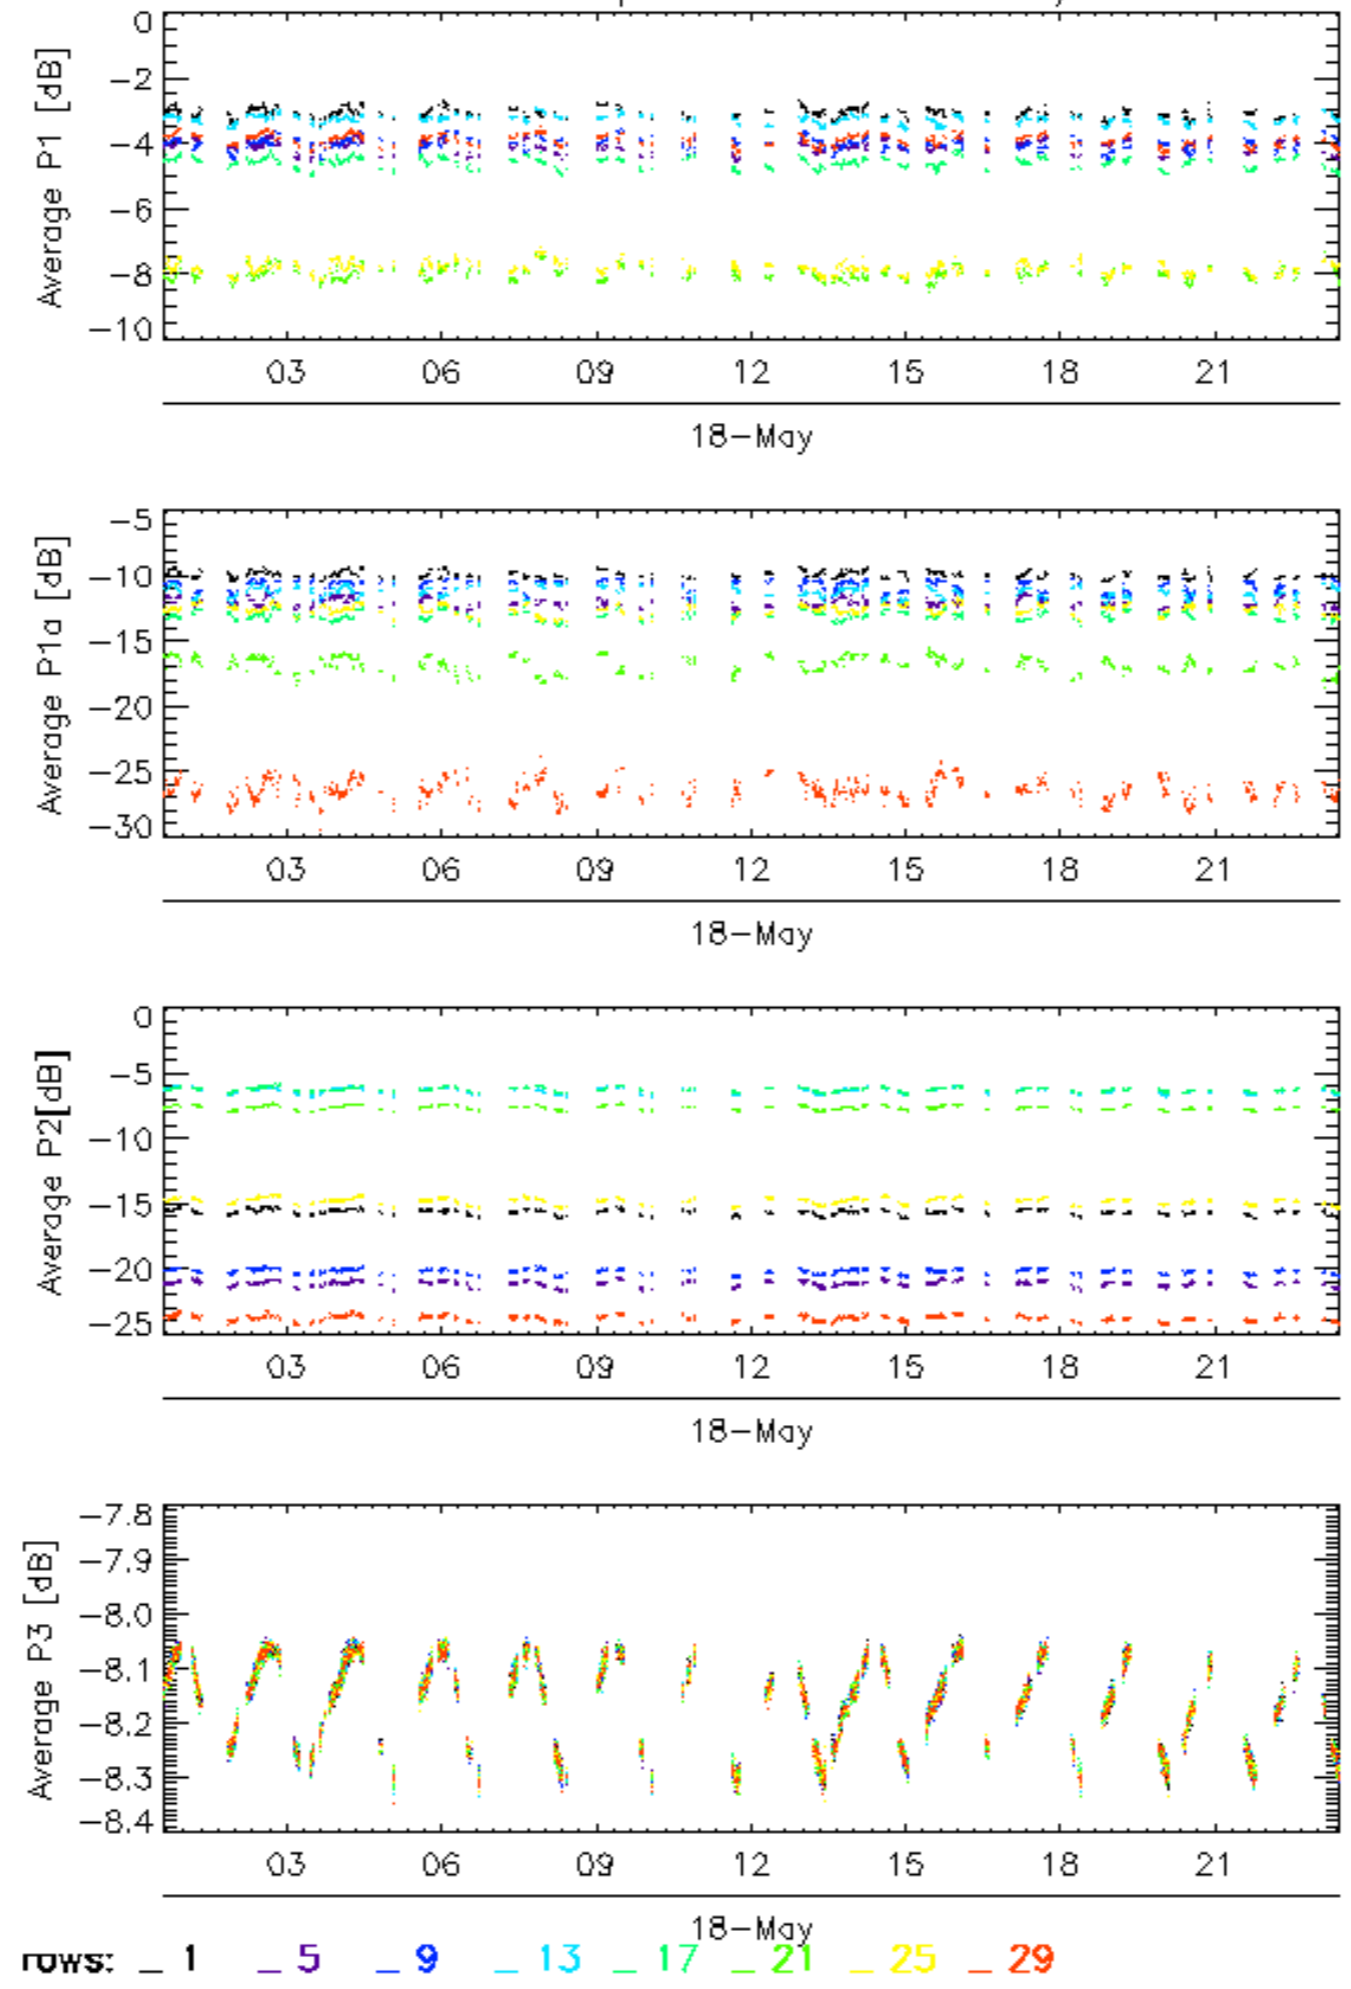 Average P1 [dB]
0
−2
−4
−6
−8
−10
03 06 09 12 15 18 21
18−May
Average P1a [dB]
−5
−10
−15
−20
−25
−30
03 06 09 12 15 18 21
18−May
Average P2[dB]
0
−5
−10
−15
−20
−25
03 06 09 12 15 18 21
18−May
Average P3 [dB]
−7.8
−7.9
−8.0
−8.1
−8.2
−8.3
−8.4
03 06 09 12 15 18 21
18−May
rows: _ 1 _ 5 _ 9 _ 13 _ 17 _ 21 _ 25 _ 29